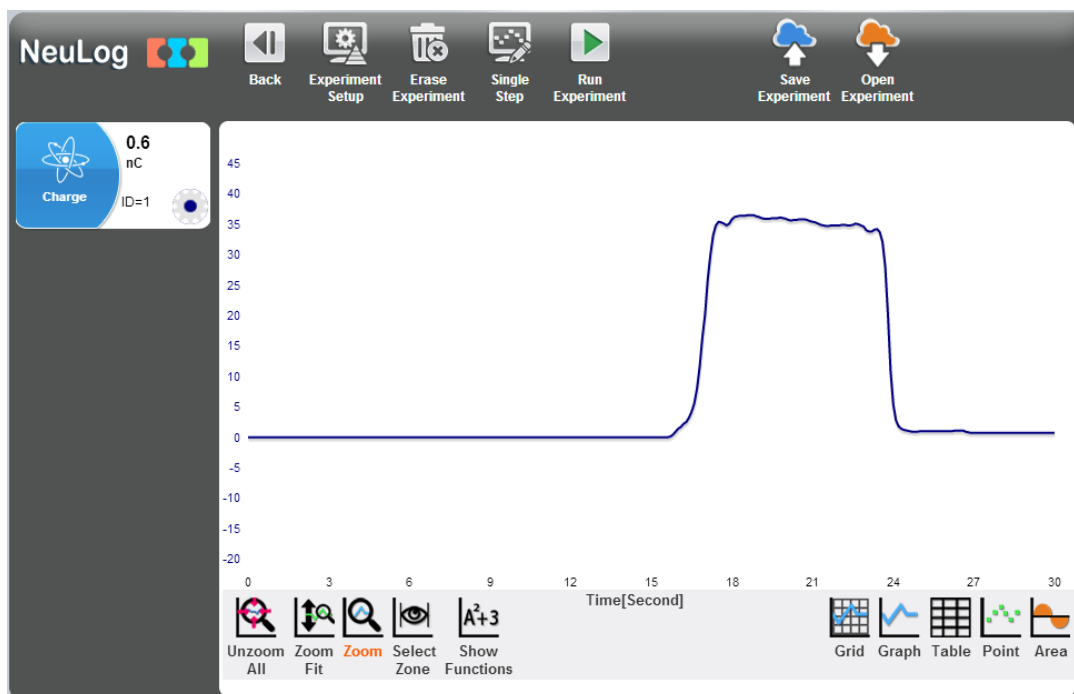 NeuLog
Back
Experiment
Setup
Erase
Experiment
Single
Step
Run
Experiment
Save
Experiment
Open
Experiment
Charge
0.6
nC
ID=1
45
40
35
30
25
20
15
10
5
0
-5
-10
-15
-20
0 3 6 9 12 15 18 21 24 27 30
Time[Second]
Unzoom
All
Zoom
Fit
Zoom
Select
Zone
A²+3
Show
Functions
Grid
Graph
Table
Point
Area